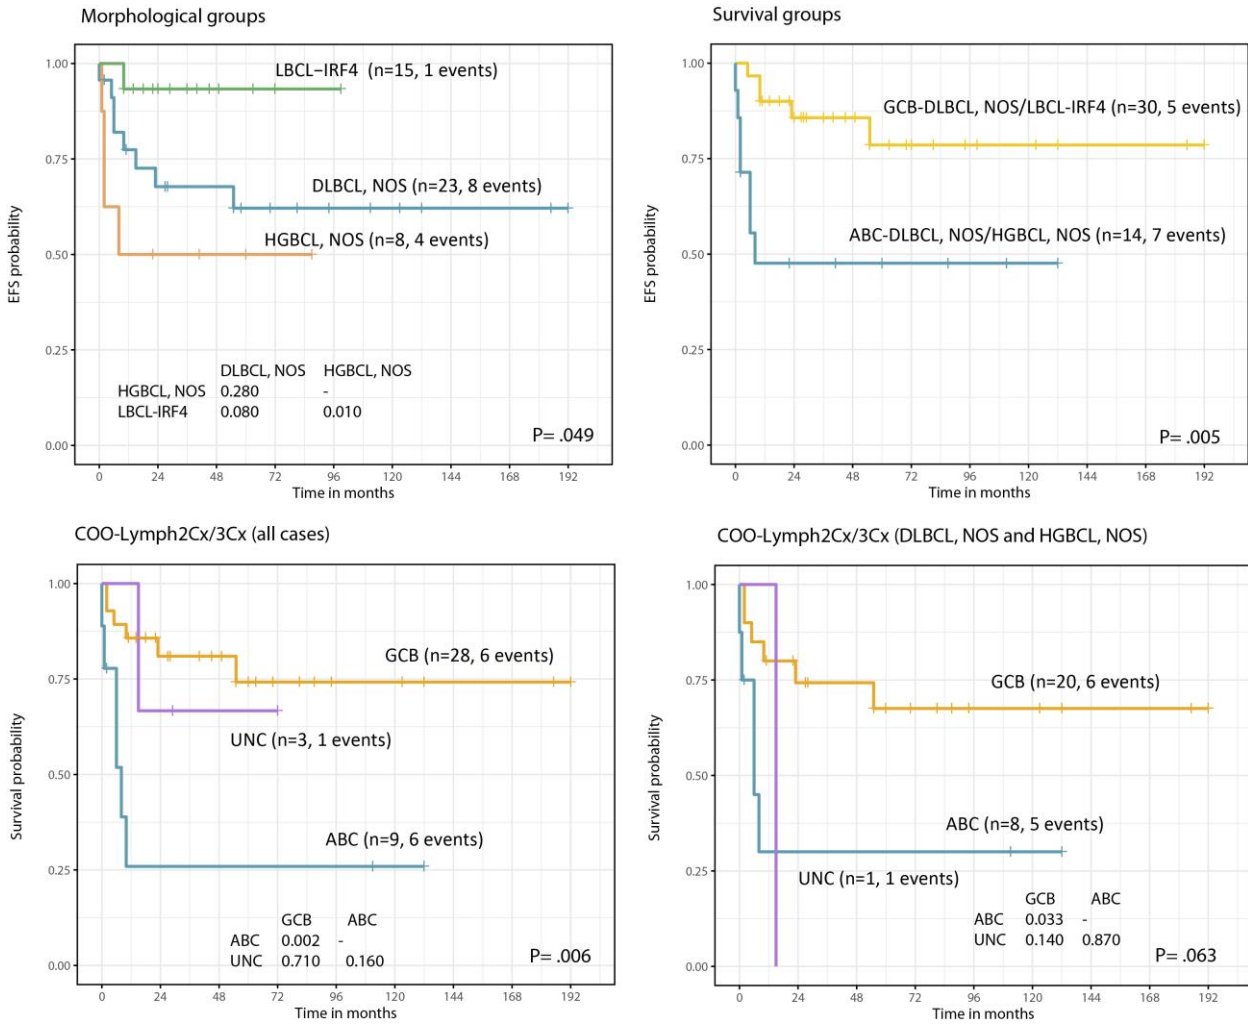 Morphological groups
1.00
0.75
0.50
0.25
0.00
EFS probability
LBCL–IRF4 (n=15, 1 events)
DLBCL, NOS (n=23, 8 events)
HGBCL, NOS (n=8, 4 events)
DLBCL, NOS HGBCL, NOS
HGBCL, NOS 0.280 -
LBCL-IRF4 0.080 0.010
P= .049
0 24 48 72 96 120 144 168 192
Time in months
Survival groups
1.00
0.75
0.50
0.25
0.00
EFS probability
GCB-DLBCL, NOS/LBCL-IRF4 (n=30, 5 events)
ABC-DLBCL, NOS/HGBCL, NOS (n=14, 7 events)
P= .005
0 24 48 72 96 120 144 168 192
Time in months
COO-Lymph2Cx/3Cx (all cases)
1.00
0.75
0.50
0.25
0.00
Survival probability
GCB (n=28, 6 events)
UNC (n=3, 1 events)
ABC (n=9, 6 events)
GCB ABC
ABC 0.002 -
UNC 0.710 0.160
P= .006
0 24 48 72 96 120 144 168 192
Time in months
COO-Lymph2Cx/3Cx (DLBCL, NOS and HGBCL, NOS)
1.00
0.75
0.50
0.25
0.00
Survival probability
GCB (n=20, 6 events)
ABC (n=8, 5 events)
UNC (n=1, 1 events)
GCB ABC
ABC 0.033 -
UNC 0.140 0.870
P= .063
0 24 48 72 96 120 144 168 192
Time in months